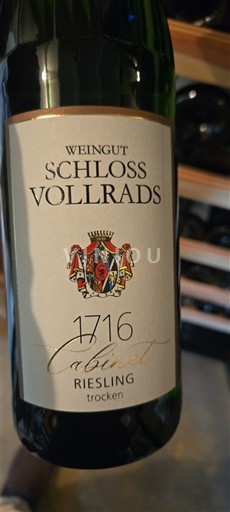 WEINGUT
SCHLOSS
VOLLRADS
1716
Cabinet
RIESLING
trocken